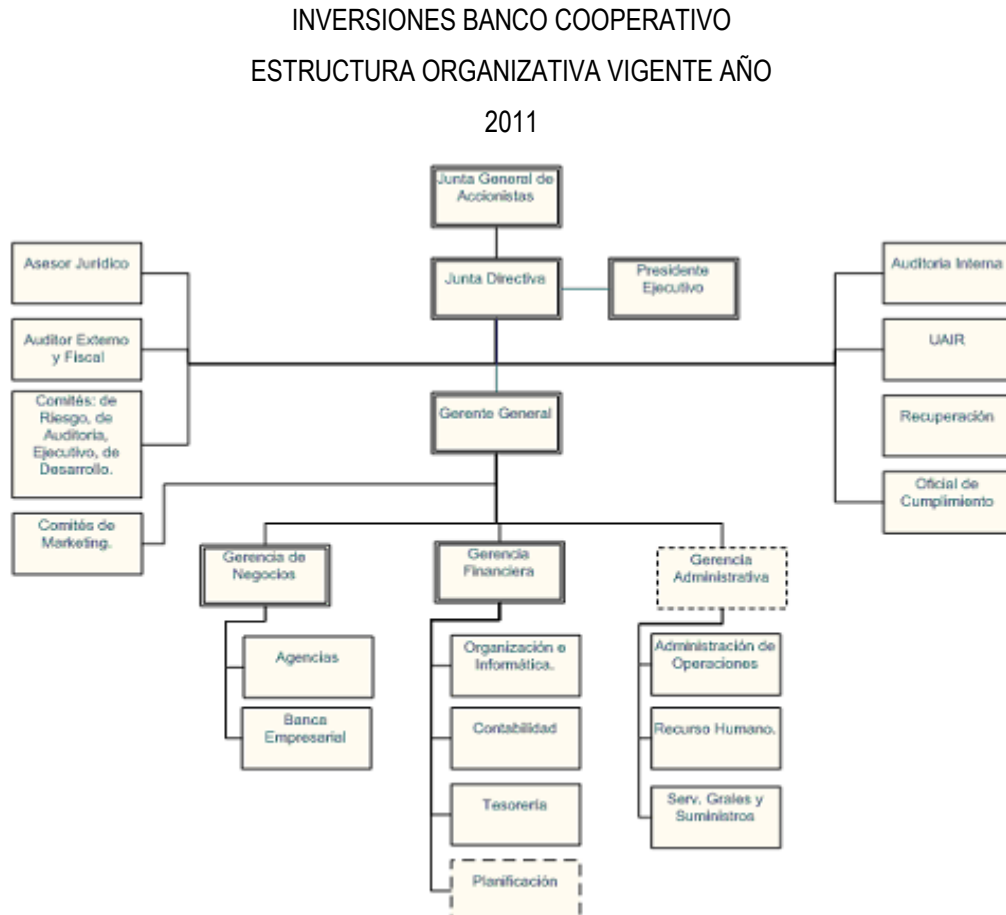 INVERSIONES BANCO COOPERATIVO
ESTRUCTURA ORGANIZATIVA VIGENTE AÑO
2011
Junta General de
Accionistas
Asesor Jurídico
Junta Directiva
Presidente
Ejecutivo
Auditoria Interna
Auditor Externo
y Fiscal
UAIR
Comités: de
Riesgo, de
Auditoria,
Ejecutivo, de
Desarrollo.
Gerente General
Recuperación
Oficial de
Cumplimiento
Comités de
Marketing.
Gerencia de
Negocios
Gerencia
Financiera
Gerencia
Administrativa
Agencias
Organización e
Informática.
Administración de
Operaciones
Banca
Empresarial
Contabilidad
Recurso Humano.
Tesorería
Serv. Grales y
Suministros
Planificación